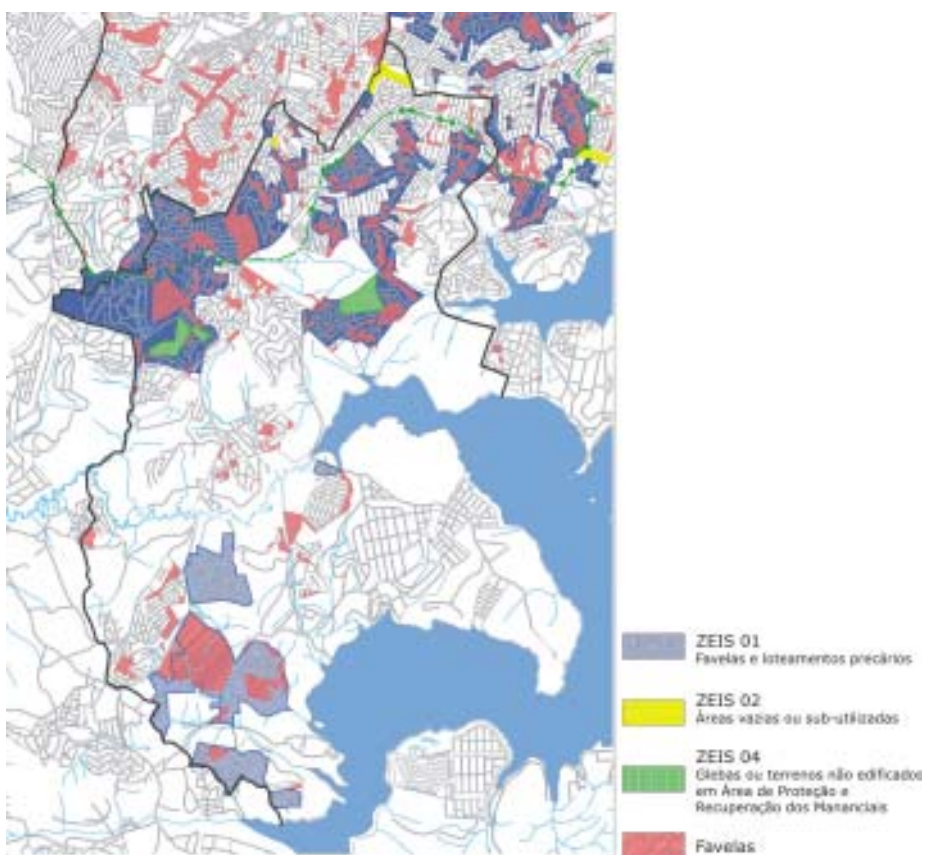 ZEIS 01
Favelas e loteamentos precários
ZEIS 02
Áreas vazias ou sub-utilizadas
ZEIS 04
Glebas ou terrenos não edificados
em Área de Proteção e
Recuperação dos Mananciais
Favelas